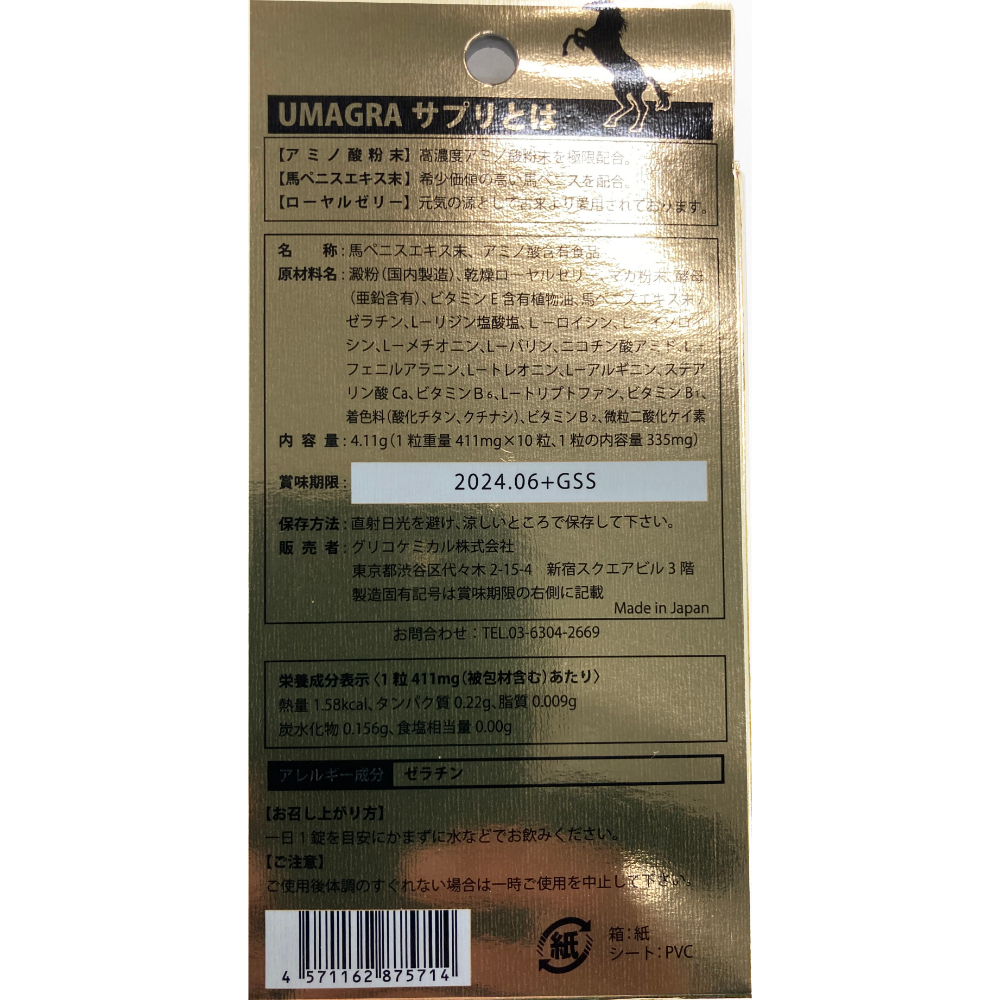 UMAGRA サプリとは
【アミノ酸粉末】高濃度アミノ酸粉末を極限配合。
【馬ペニスエキス末】希少価値の高い馬ペニスを配合。
【ローヤルゼリー】元気の源として古来より愛用されております。
名　称：馬ペニスエキス末、アミノ酸含有食品
原材料名：澱粉（国内製造）、乾燥ローヤルゼリー、マカ粉末、酵母
（亜鉛含有）、ビタミンE含有植物油、馬ペニスエキス末／
ゼラチン、L－リジン塩酸塩、L－ロイシン、L－イソロイ
シン、L－メチオニン、L－バリン、ニコチン酸アミド、L－
フェニルアラニン、L－トレオニン、L－アルギニン、ステア
リン酸Ca、ビタミンB6、L－トリプトファン、ビタミンB1、
着色料（酸化チタン、クチナシ）、ビタミンB2、微粒二酸化ケイ素
内容量：4.11g（1粒重量 411mg×10粒、1粒の内容量 335mg）
賞味期限：2024.06+GSS
保存方法：直射日光を避け、涼しいところで保存して下さい。
販売者：グリコケミカル株式会社
東京都渋谷区代々木 2-15-4　新宿スクエアビル 3 階
製造固有記号は賞味期限の右側に記載
Made in Japan
お問合わせ：TEL.03-6304-2669
栄養成分表示〈1粒 411mg（被包材含む）あたり〉
熱量 1.58kcal、タンパク質 0.22g、脂質 0.009g
炭水化物 0.156g、食塩相当量 0.00g
アレルギー成分　ゼラチン
【お召し上がり方】
一日1錠を目安にかまずに水などでお飲みください。
【ご注意】
ご使用後体調のすぐれない場合は一時ご使用を中止して下さい。
4 571162 875714
紙
箱：紙
シート：PVC